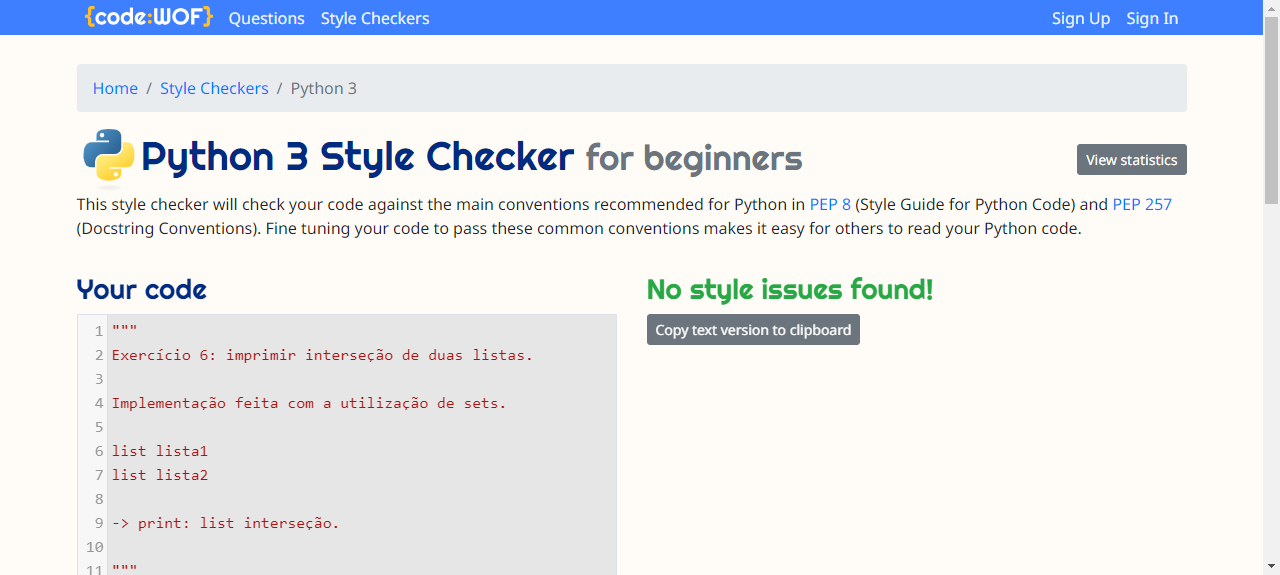 {code:WOF} Questions Style Checkers Sign Up Sign In
Home / Style Checkers / Python 3
Python 3 Style Checker for beginners
View statistics
This style checker will check your code against the main conventions recommended for Python in PEP 8 (Style Guide for Python Code) and PEP 257
(Docstring Conventions). Fine tuning your code to pass these common conventions makes it easy for others to read your Python code.
Your code
1 """
2 Exercício 6: imprimir interseção de duas listas.
3
4 Implementação feita com a utilização de sets.
5
6 list lista1
7 list lista2
8
9 -> print: list interseção.
10
11 """
No style issues found!
Copy text version to clipboard